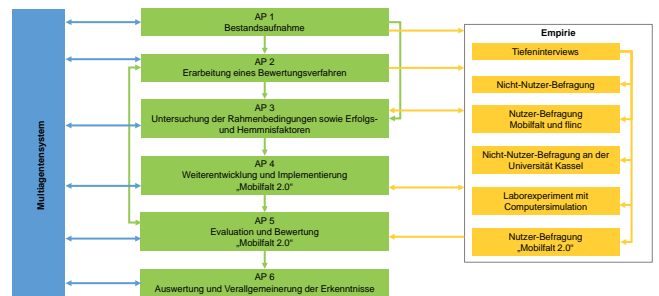 Multiagentensystem
AP 1
Bestandsaufnahme
AP 2
Erarbeitung eines Bewertungsverfahren
AP 3
Untersuchung der Rahmenbedingungen sowie Erfolgs-
und Hemmnisfaktoren
AP 4
Weiterentwicklung und Implementierung
„Mobilfalt 2.0“
AP 5
Evaluation und Bewertung
„Mobilfalt 2.0“
AP 6
Auswertung und Verallgemeinerung der Erkenntnisse
Empirie
Tiefeninterviews
Nicht-Nutzer-Befragung
Nutzer-Befragung
Mobilfalt und flinc
Nicht-Nutzer-Befragung an der
Universität Kassel
Laborexperiment mit
Computersimulation
Nutzer-Befragung
„Mobilfalt 2.0“